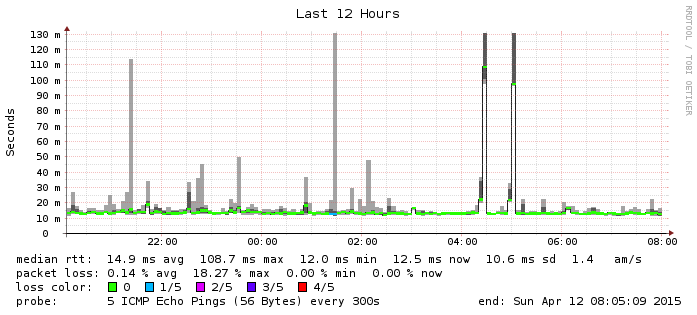 Last 12 Hours
RRDTOOL / TOBI OETIKER
Seconds
130 m
120 m
110 m
100 m
90 m
80 m
70 m
60 m
50 m
40 m
30 m
20 m
10 m
0
22:00 00:00 02:00 04:00 06:00 08:00
median rtt: 14.9 ms avg 108.7 ms max 12.0 ms min 12.5 ms now 10.6 ms sd 1.4 am/s
packet loss: 0.14 % avg 18.27 % max 0.00 % min 0.00 % now
loss color: 0 1/5 2/5 3/5 4/5
probe: 5 ICMP Echo Pings (56 Bytes) every 300s end: Sun Apr 12 08:05:09 2015